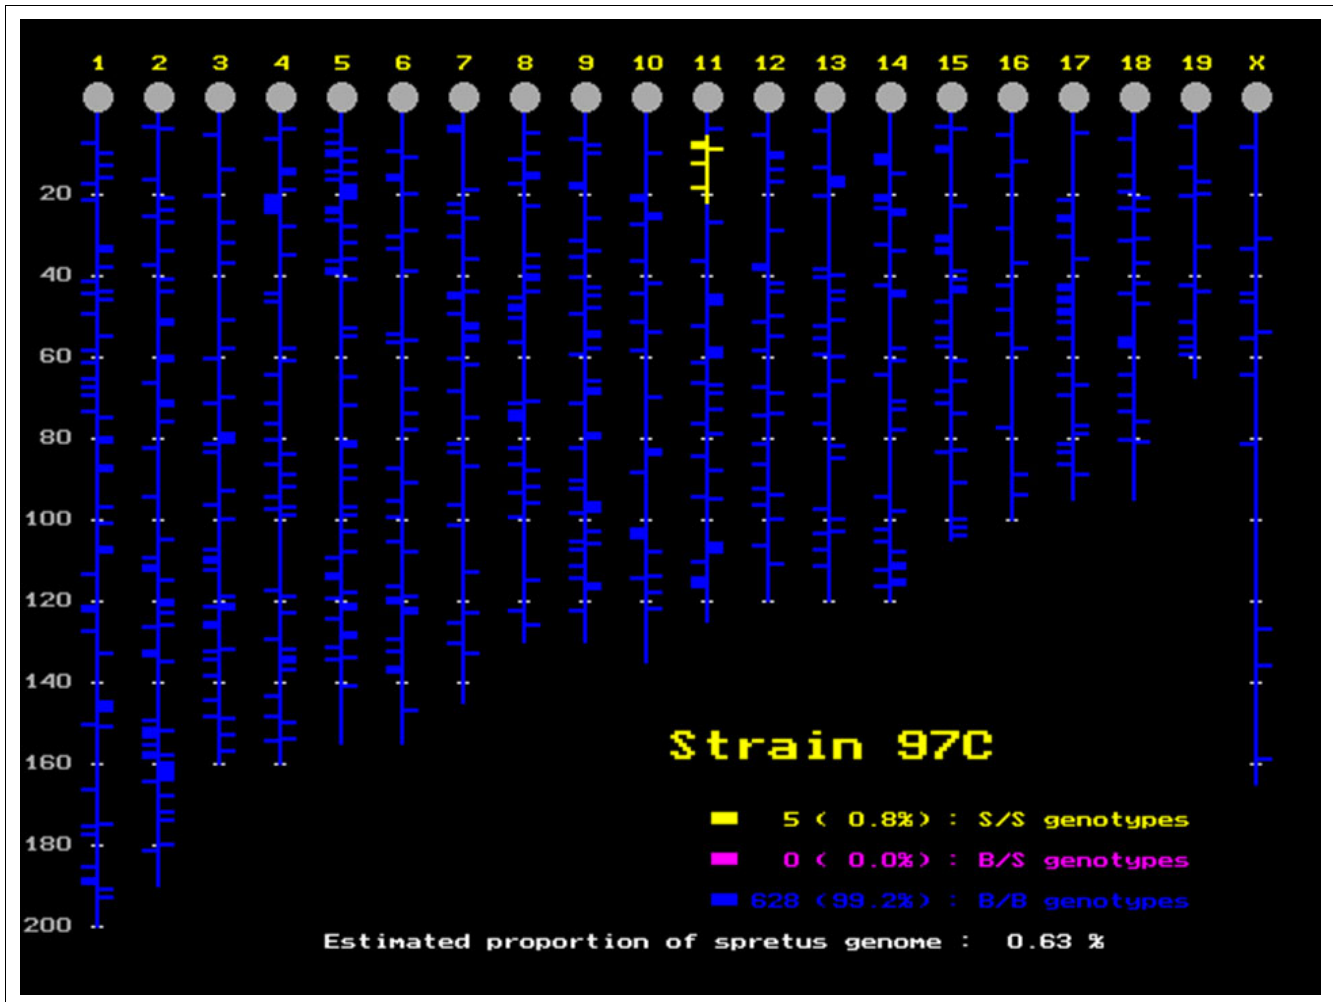 1 2 3 4 5 6 7 8 9 10 11 12 13 14 15 16 17 18 19 X
20
40
60
80
100
120
140
160
180
200
Strain 97C
5 ( 0.8%) : S/S genotypes
0 ( 0.0%) : B/S genotypes
628 (99.2%) : B/B genotypes
Estimated proportion of spretus genome : 0.63 %